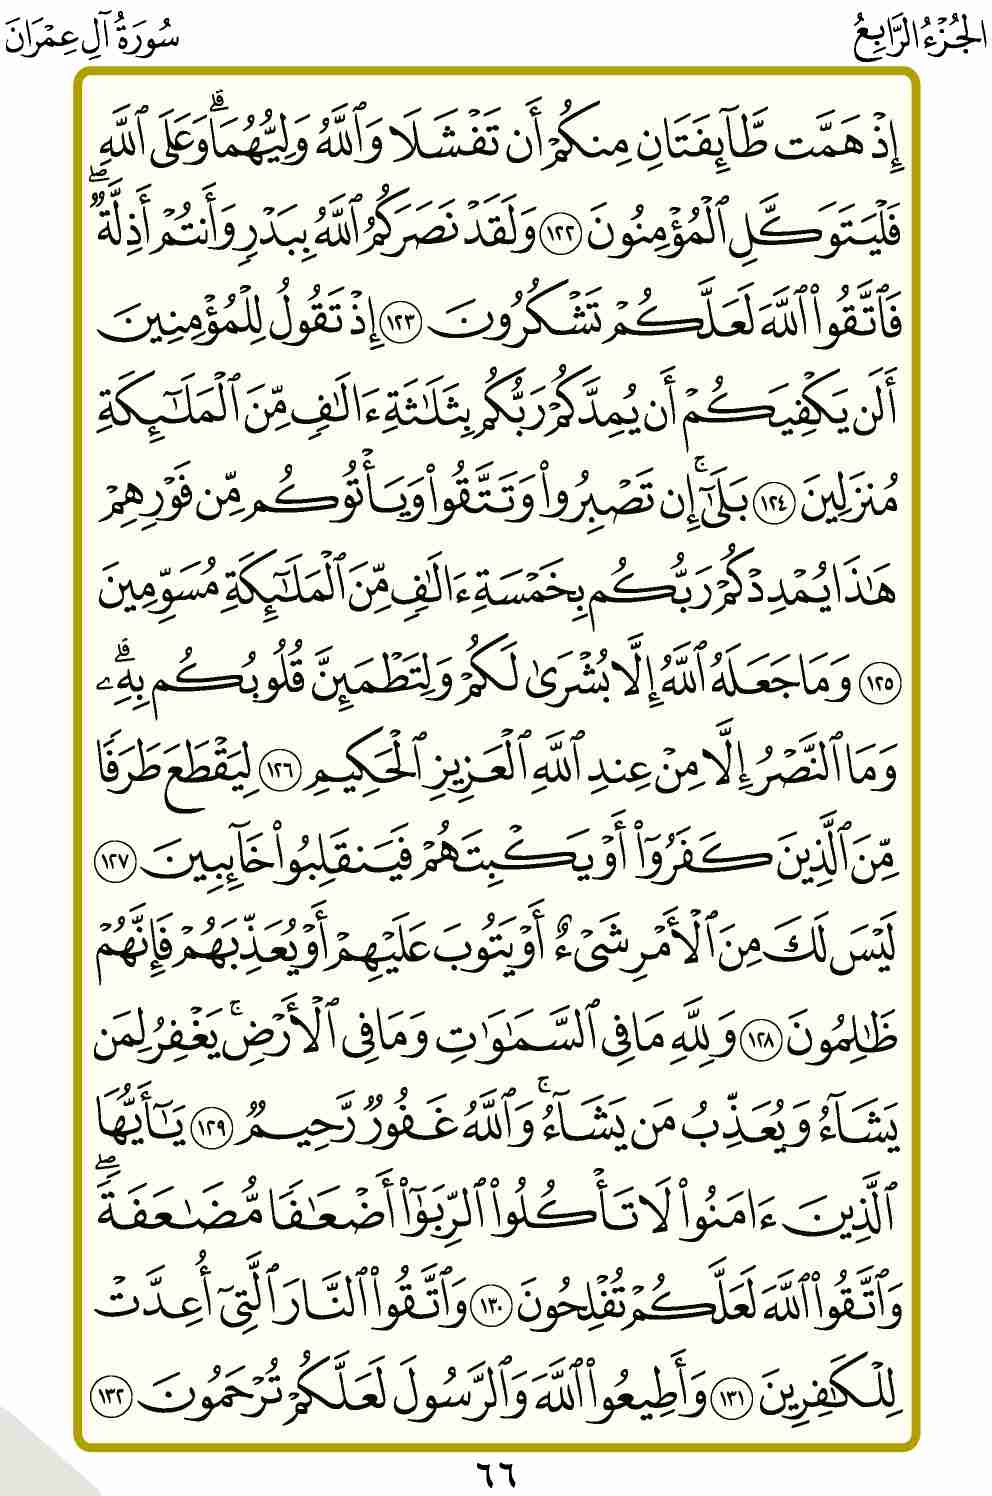 الجُزْءُ الرَّابِعُ
سُورَةُ آلِ عِمْرَانَ
إِذْ هَمَّت طَّآئِفَتَانِ مِنكُمْ أَن تَفْشَلَا وَٱللَّهُ وَلِيُّهُمَا ۗ وَعَلَى ٱللَّهِ
فَلْيَتَوَكَّلِ ٱلْمُؤْمِنُونَ ١٢٢ وَلَقَدْ نَصَرَكُمُ ٱللَّهُ بِبَدْرٍ وَأَنتُمْ أَذِلَّةٌ ۖ
فَٱتَّقُوا۟ ٱللَّهَ لَعَلَّكُمْ تَشْكُرُونَ ١٢٣ إِذْ تَقُولُ لِلْمُؤْمِنِينَ
أَلَن يَكْفِيَكُمْ أَن يُمِدَّكُمْ رَبُّكُم بِثَلَٰثَةِ ءَالَٰفٍ مِّنَ ٱلْمَلَٰٓئِكَةِ
مُنزَلِينَ ١٢٤ بَلَىٰٓ ۚ إِن تَصْبِرُوا۟ وَتَتَّقُوا۟ وَيَأْتُوكُم مِّن فَوْرِهِمْ
هَٰذَا يُمْدِدْكُمْ رَبُّكُم بِخَمْسَةِ ءَالَٰفٍ مِّنَ ٱلْمَلَٰٓئِكَةِ مُسَوِّمِينَ
١٢٥ وَمَا جَعَلَهُ ٱللَّهُ إِلَّا بُشْرَىٰ لَكُمْ وَلِتَطْمَئِنَّ قُلُوبُكُم بِهِۦ ۗ
وَمَا ٱلنَّصْرُ إِلَّا مِنْ عِندِ ٱللَّهِ ٱلْعَزِيزِ ٱلْحَكِيمِ ١٢٦ لِيَقْطَعَ طَرَفًا
مِّنَ ٱلَّذِينَ كَفَرُوٓا۟ أَوْ يَكْبِتَهُمْ فَيَنقَلِبُوا۟ خَآئِبِينَ ١٢٧
لَيْسَ لَكَ مِنَ ٱلْأَمْرِ شَىْءٌ أَوْ يَتُوبَ عَلَيْهِمْ أَوْ يُعَذِّبَهُمْ فَإِنَّهُمْ
ظَٰلِمُونَ ١٢٨ وَلِلَّهِ مَا فِى ٱلسَّمَٰوَٰتِ وَمَا فِى ٱلْأَرْضِ ۚ يَغْفِرُ لِمَن
يَشَآءُ وَيُعَذِّبُ مَن يَشَآءُ ۚ وَٱللَّهُ غَفُورٌ رَّحِيمٌ ١٢٩ يَٰٓأَيُّهَا
ٱلَّذِينَ ءَامَنُوا۟ لَا تَأْكُلُوا۟ ٱلرِّبَوٰٓا۟ أَضْعَٰفًا مُّضَٰعَفَةً ۖ
وَٱتَّقُوا۟ ٱللَّهَ لَعَلَّكُمْ تُفْلِحُونَ ١٣٠ وَٱتَّقُوا۟ ٱلنَّارَ ٱلَّتِىٓ أُعِدَّتْ
لِلْكَٰفِرِينَ ١٣١ وَأَطِيعُوا۟ ٱللَّهَ وَٱلرَّسُولَ لَعَلَّكُمْ تُرْحَمُونَ ١٣٢
٦٦